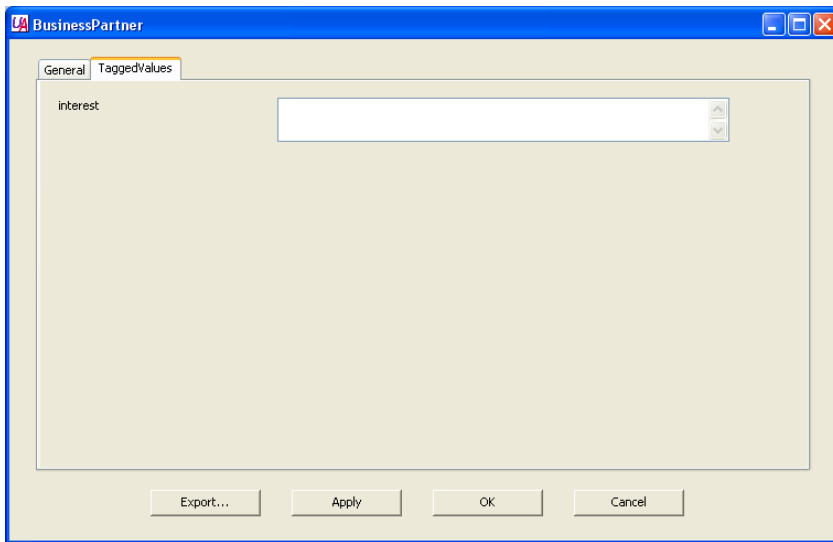 UA BusinessPartner
General TaggedValues
interest
Export... Apply OK Cancel